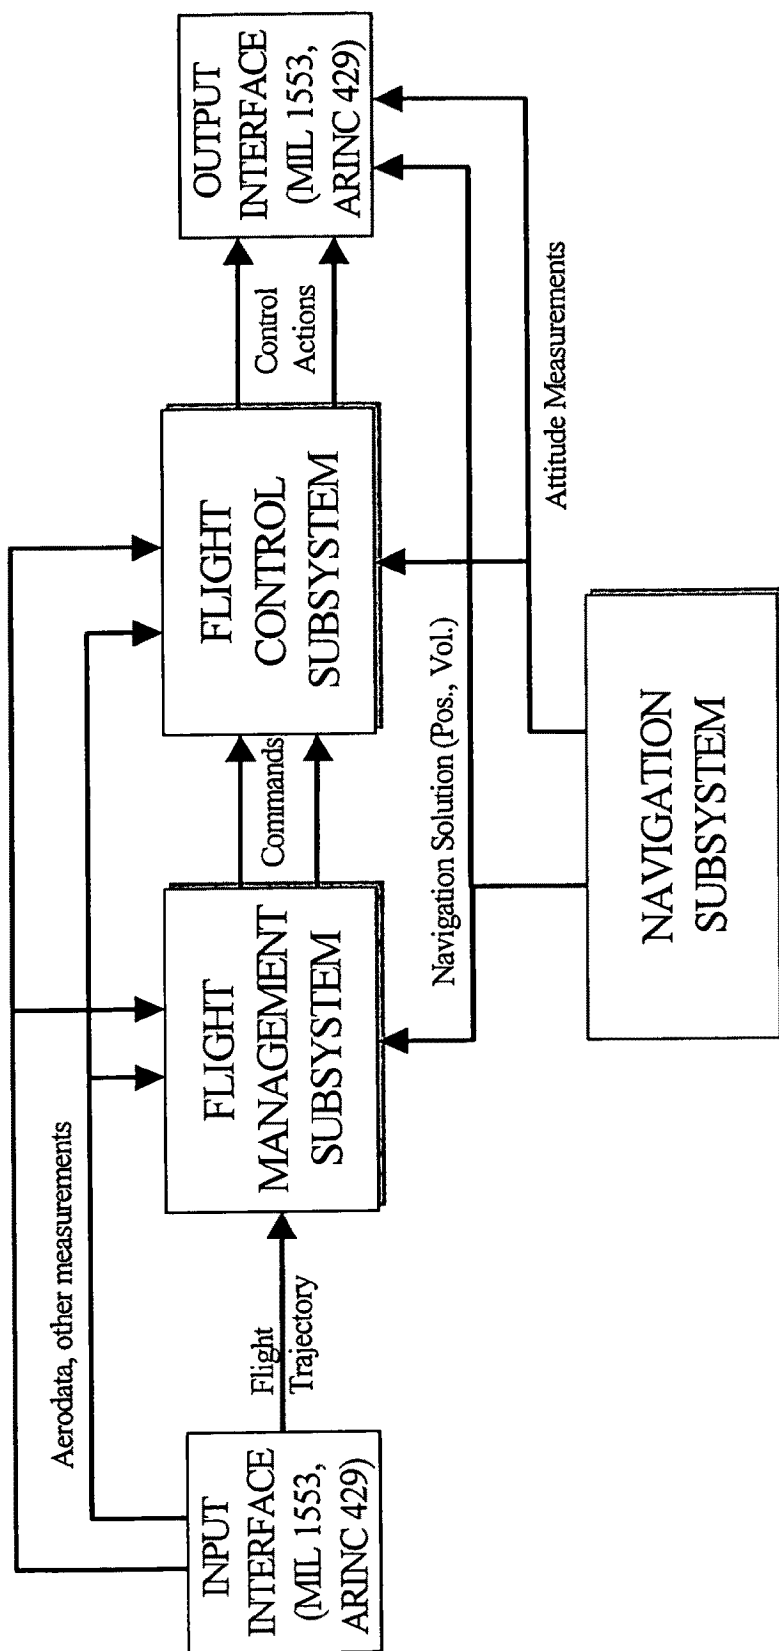 Aerodata, other measurements
INPUT
INTERFACE
(MIL 1553,
ARINC 429)
Flight
Trajectory
FLIGHT
MANAGEMENT
SUBSYSTEM
Commands
FLIGHT
CONTROL
SUBSYSTEM
Control
Actions
OUTPUT
INTERFACE
(MIL 1553,
ARINC 429)
Navigation Solution (Pos., Vol.)
Attitude Measurements
NAVIGATION
SUBSYSTEM